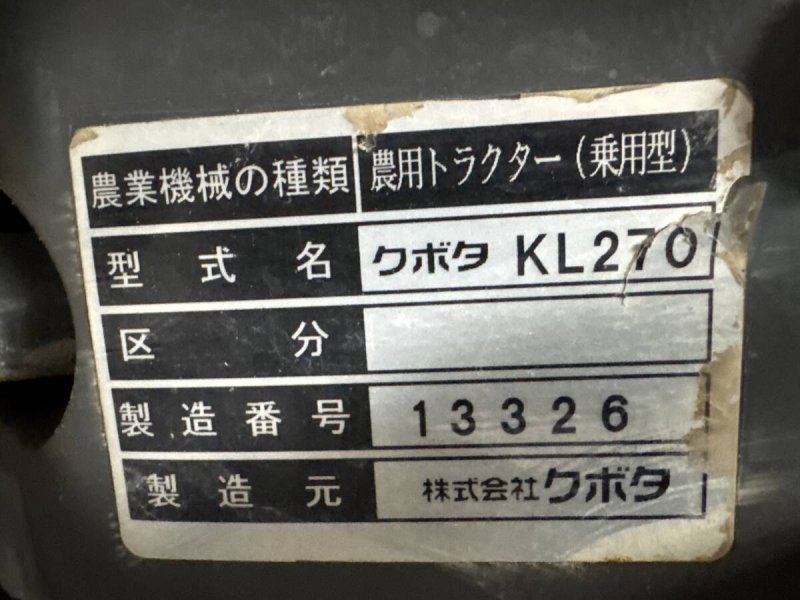 農業機械の種類 農用トラクター(乗用型)
型式名 クボタ KL270
区分
製造番号 13326
製造元 株式会社クボタ